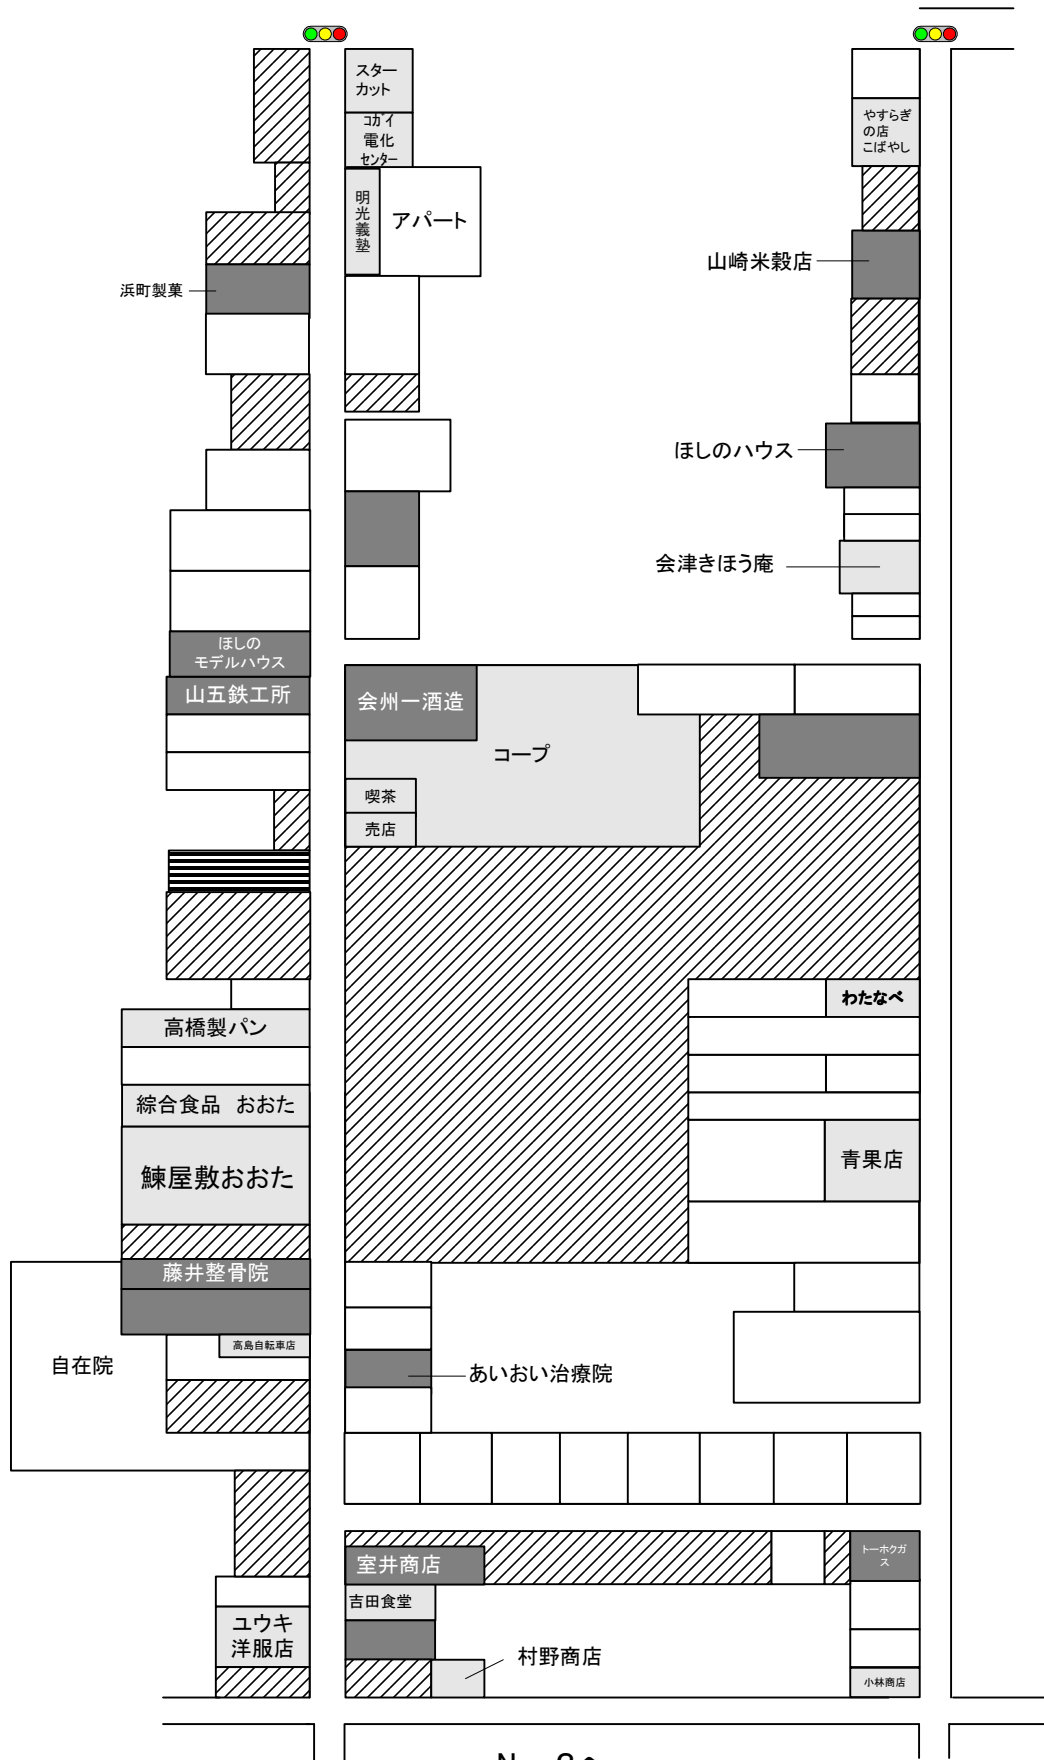 スター
カット
コガイ
電化
センター
明光義塾
アパート
やすらぎ
の店
こばやし
山崎米穀店
浜町製菓
ほしのハウス
会津きほう庵
ほしの
モデルハウス
山五鉄工所
会州一酒造
コープ
喫茶
売店
わたなべ
高橋製パン
綜合食品 おおた
青果店
鰊屋敷おおた
藤井整骨院
高島自転車店
自在院
あいおい治療院
トーホクガ
ス
室井商店
吉田食堂
ユウキ
洋服店
村野商店
小林商店